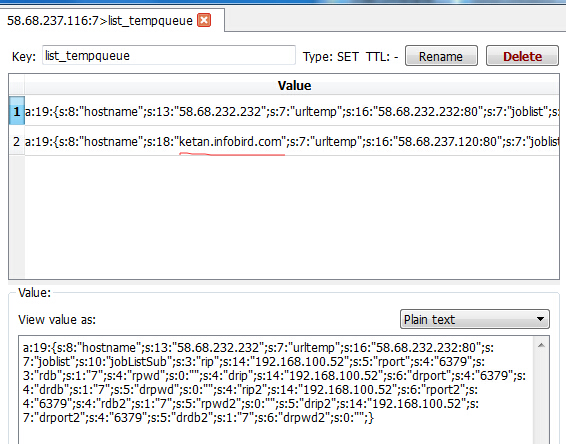 58.68.237.116:7>list_tempqueue
Key: list_tempqueue Type: SET TTL: - Rename Delete
Value
1 a:19:{s:8:"hostname";s:13:"58.68.232.232";s:7:"urltemp";s:16:"58.68.232.232:80";s:7:"joblist";s:
2 a:19:{s:8:"hostname";s:18:"ketan.infobird.com";s:7:"urltemp";s:16:"58.68.237.120:80";s:7:"joblist
Value:
View value as: Plain text
a:19:{s:8:"hostname";s:13:"58.68.232.232";s:7:"urltemp";s:16:"58.68.232.232:80";s:
7:"joblist";s:10:"jobListSub";s:3:"rip";s:14:"192.168.100.52";s:5:"rport";s:4:"6379";s:
3:"rdb";s:1:"7";s:4:"rpwd";s:0:"";s:4:"drip";s:14:"192.168.100.52";s:6:"drport";s:4:"6379";s:
4:"drdb";s:1:"7";s:5:"drpwd";s:0:"";s:4:"rip2";s:14:"192.168.100.52";s:6:"rport2";s:
4:"6379";s:4:"rdb2";s:1:"7";s:5:"rpwd2";s:0:"";s:5:"drip2";s:14:"192.168.100.52";s:
7:"drport2";s:4:"6379";s:5:"drdb2";s:1:"7";s:6:"drpwd2";s:0:"";}